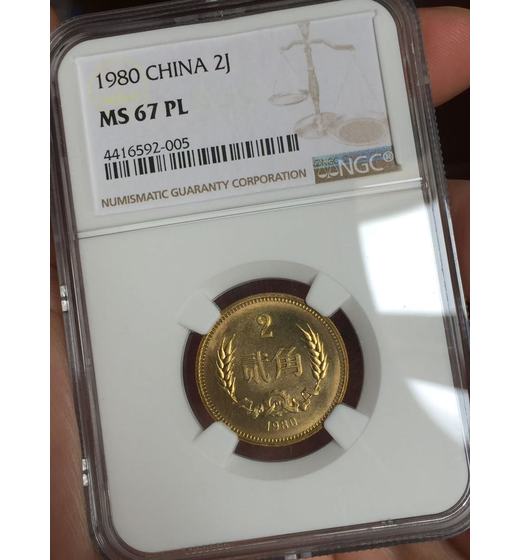 1980 CHINA 2J
MS 67 PL
4416592-005
NUMISMATIC GUARANTY CORPORATION
NGC®
2
贰角
1980